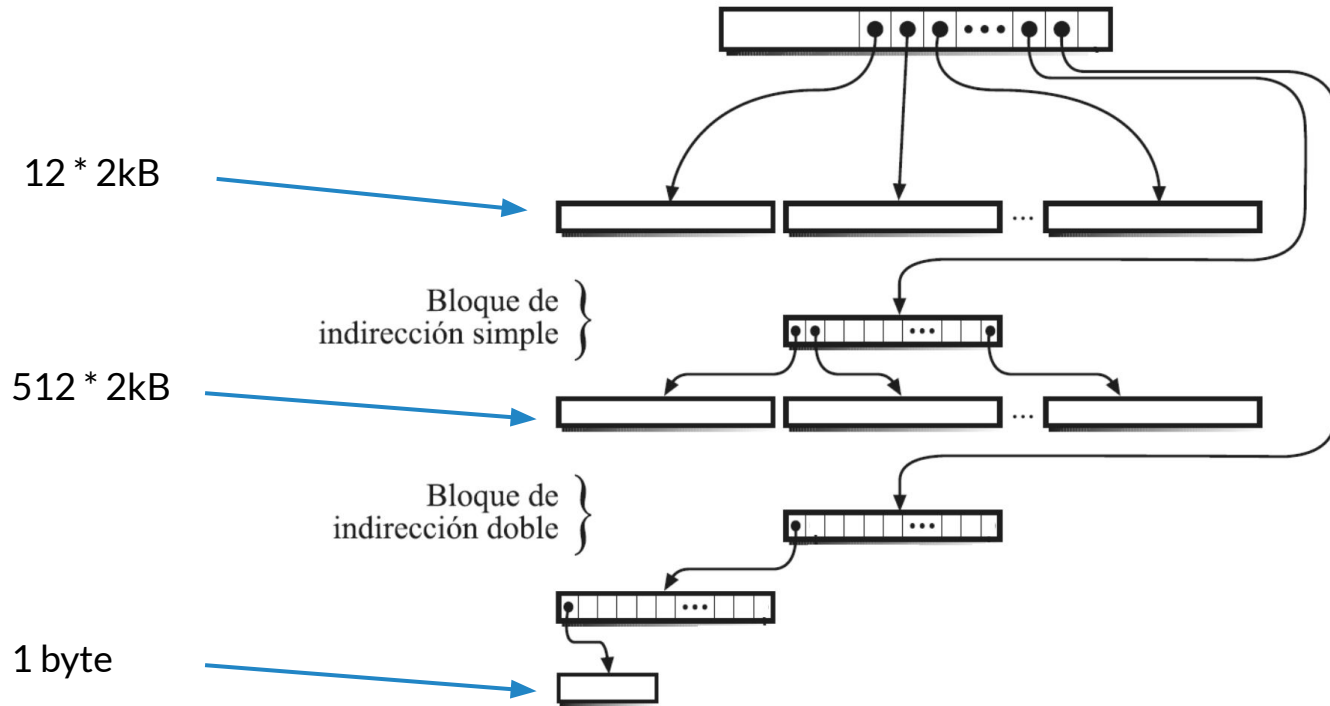 12 * 2kB
Bloque de
indirección simple
512 * 2kB
Bloque de
indirección doble
1 byte